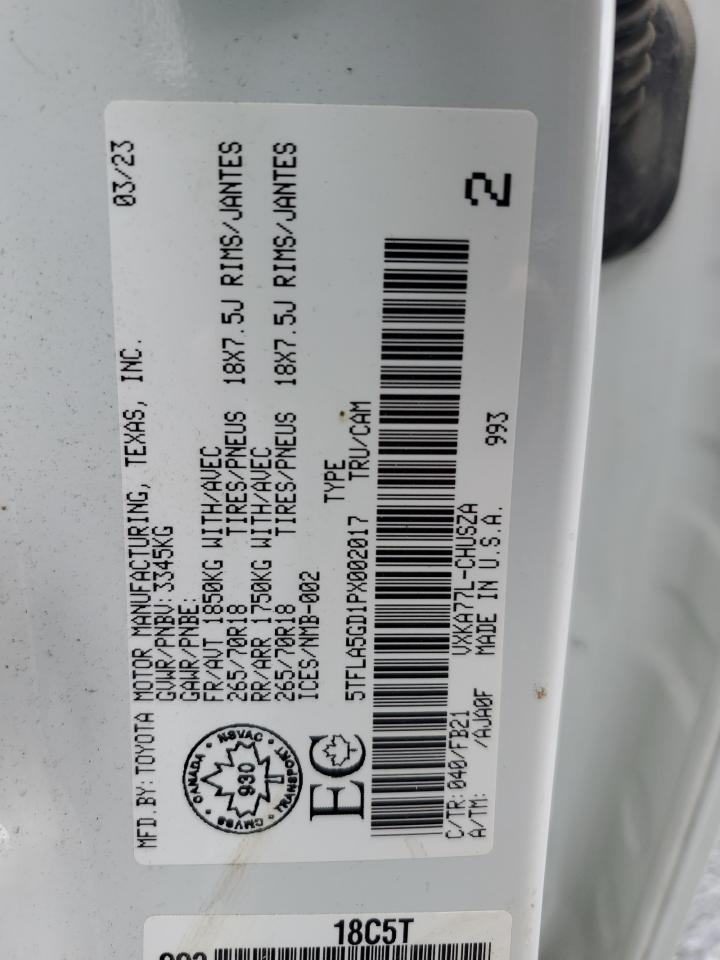 MFD.BY:TOYOTA MOTOR MANUFACTURING, TEXAS, INC. 03/23
GVWR/PNBV:3345KG
GAWR/PNBE:
FR/AVT 1850KG WITH/AVEC
265/70R18 TIRES/PNEUS 18X7.5J RIMS/JANTES
RR/ARR 1750KG WITH/AVEC
265/70R18 TIRES/PNEUS 18X7.5J RIMS/JANTES
ICES/NMB-002
CANADA
NSVAC
930
TRANSPORT
CMVSS
EC
TYPE
5TFLA5GD1PX002017 TRU/CAM
C/TR:040/FB21 VXKA77L-CHUSZA
A/TM: /AJA0F MADE IN U.S.A. 993
2
18C5T